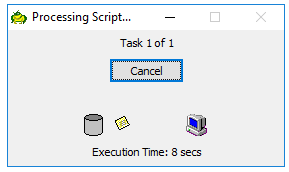 Processing Script...
Task 1 of 1
Cancel
Execution Time: 8 secs